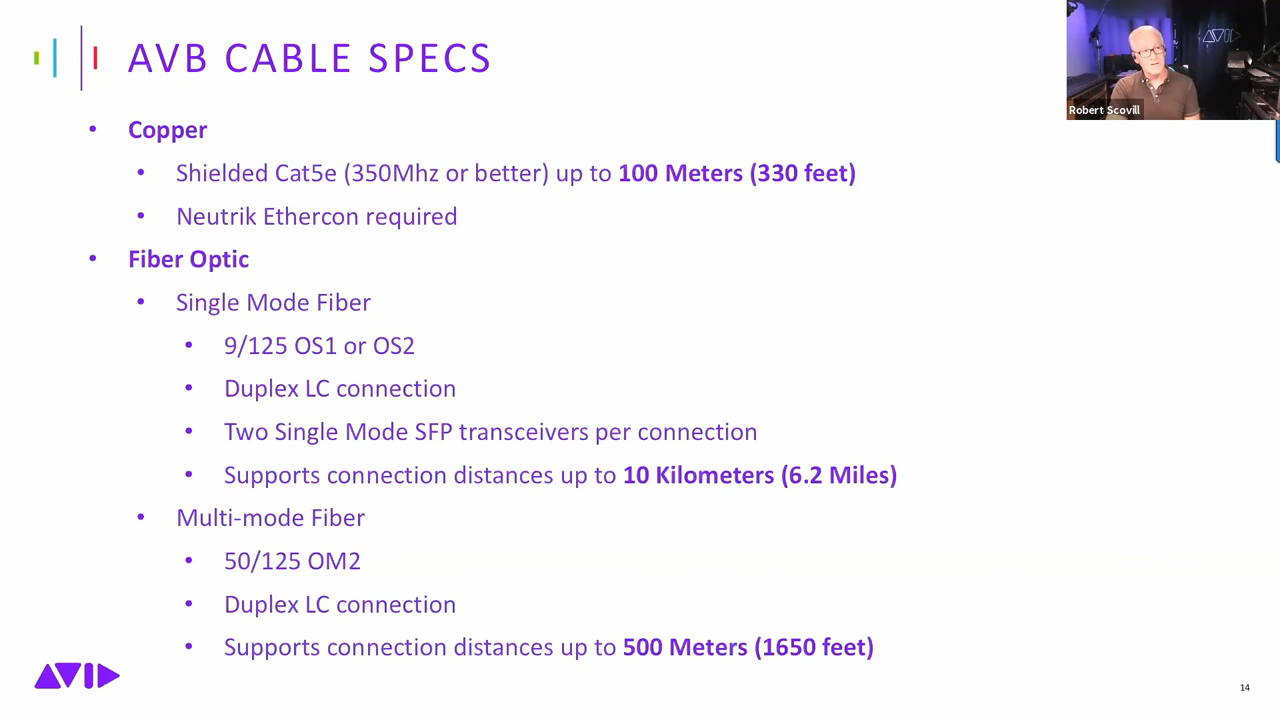 AVB CABLE SPECS
Robert Scovill
• Copper
• Shielded Cat5e (350Mhz or better) up to 100 Meters (330 feet)
• Neutrik Ethercon required
• Fiber Optic
• Single Mode Fiber
• 9/125 OS1 or OS2
• Duplex LC connection
• Two Single Mode SFP transceivers per connection
• Supports connection distances up to 10 Kilometers (6.2 Miles)
• Multi-mode Fiber
• 50/125 OM2
• Duplex LC connection
• Supports connection distances up to 500 Meters (1650 feet)
AVID
14